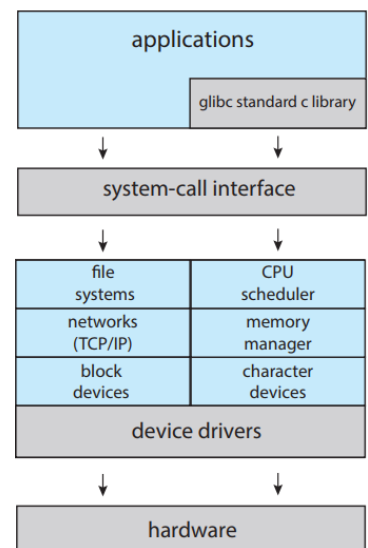 applications
glibc standard c library
system-call interface
file
systems
CPU
scheduler
networks
(TCP/IP)
memory
manager
block
devices
character
devices
device drivers
hardware